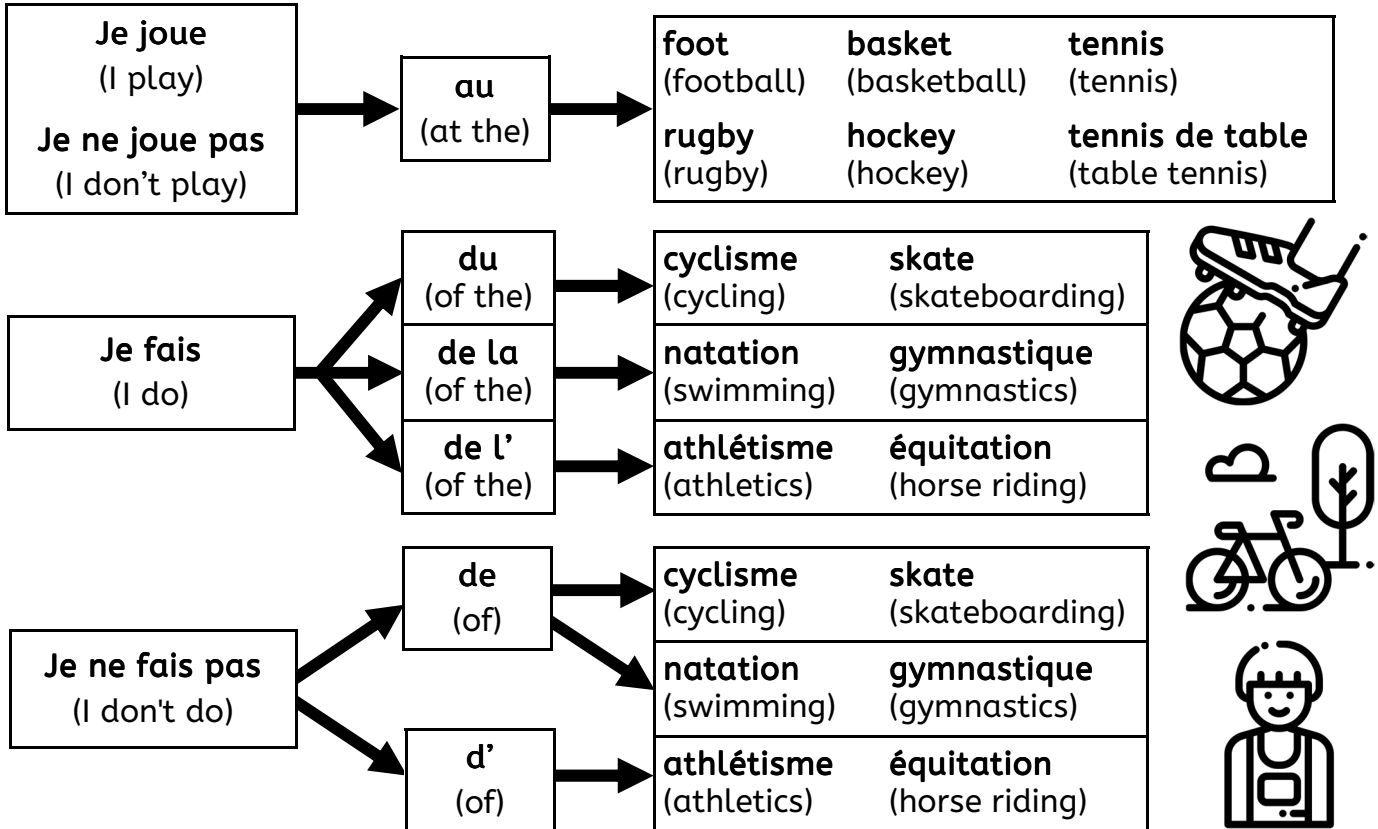 Je joue
(I play)
Je ne joue pas
(I don’t play)
au
(at the)
foot basket tennis
(football) (basketball) (tennis)
rugby hockey tennis de table
(rugby) (hockey) (table tennis)
Je fais
(I do)
du
(of the)
cyclisme skate
(cycling) (skateboarding)
de la
(of the)
natation gymnastique
(swimming) (gymnastics)
de l’
(of the)
athlétisme équitation
(athletics) (horse riding)
Je ne fais pas
(I don't do)
de
(of)
cyclisme skate
(cycling) (skateboarding)
natation gymnastique
(swimming) (gymnastics)
d’
(of)
athlétisme équitation
(athletics) (horse riding)